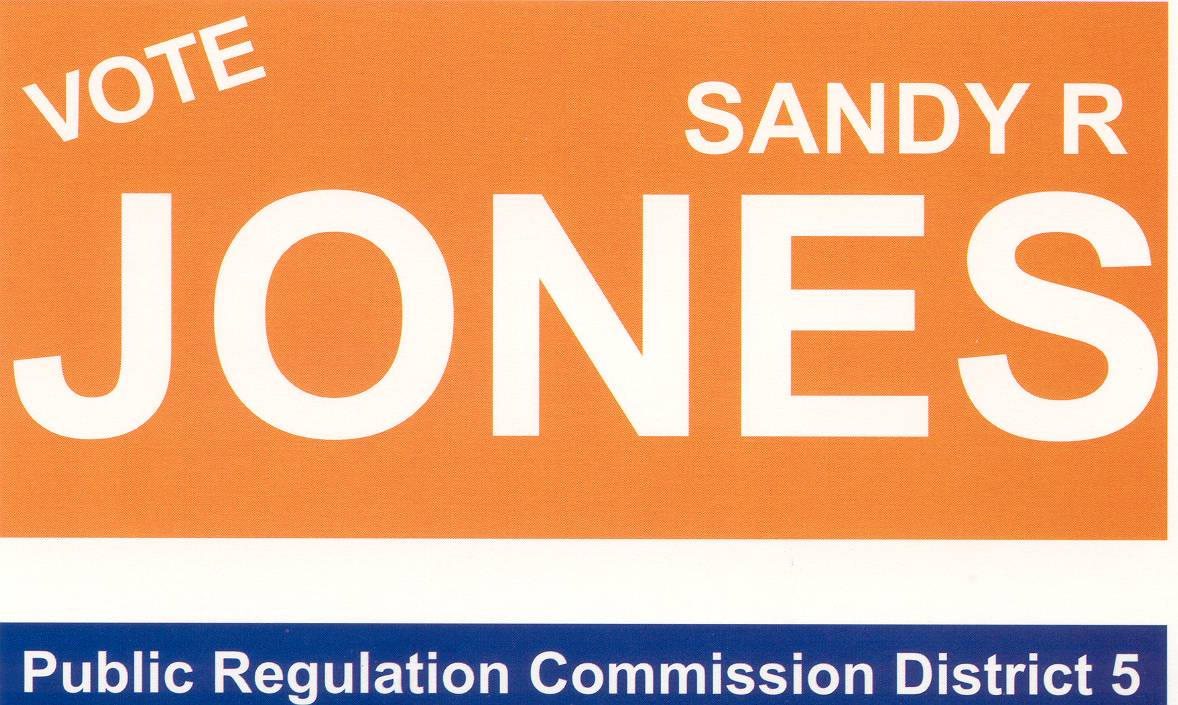 VOTE
SANDY R
JONES
Public Regulation Commission District 5